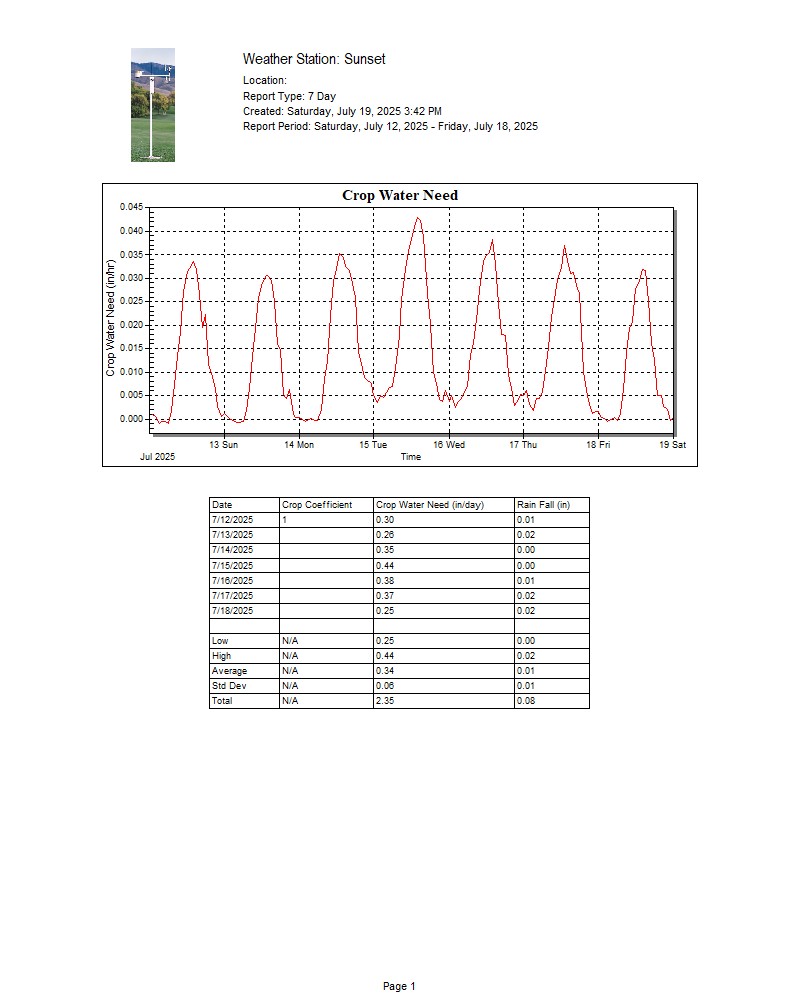 Weather Station: Sunset
Location:
Report Type: 7 Day
Created: Saturday, July 19, 2025 3:42 PM
Report Period: Saturday, July 12, 2025 - Friday, July 18, 2025
Crop Water Need
Crop Water Need (in/hr)
0.045
0.040
0.035
0.030
0.025
0.020
0.015
0.010
0.005
0.000
13 Sun 14 Mon 15 Tue 16 Wed 17 Thu 18 Fri 19 Sat
Jul 2025 Time
Date Crop Coefficient Crop Water Need (in/day) Rain Fall (in)
7/12/2025 1 0.30 0.01
7/13/2025 0.26 0.02
7/14/2025 0.35 0.00
7/15/2025 0.44 0.00
7/16/2025 0.38 0.01
7/17/2025 0.37 0.02
7/18/2025 0.25 0.02
Low N/A 0.25 0.00
High N/A 0.44 0.02
Average N/A 0.34 0.01
Std Dev N/A 0.06 0.01
Total N/A 2.35 0.08
Page 1